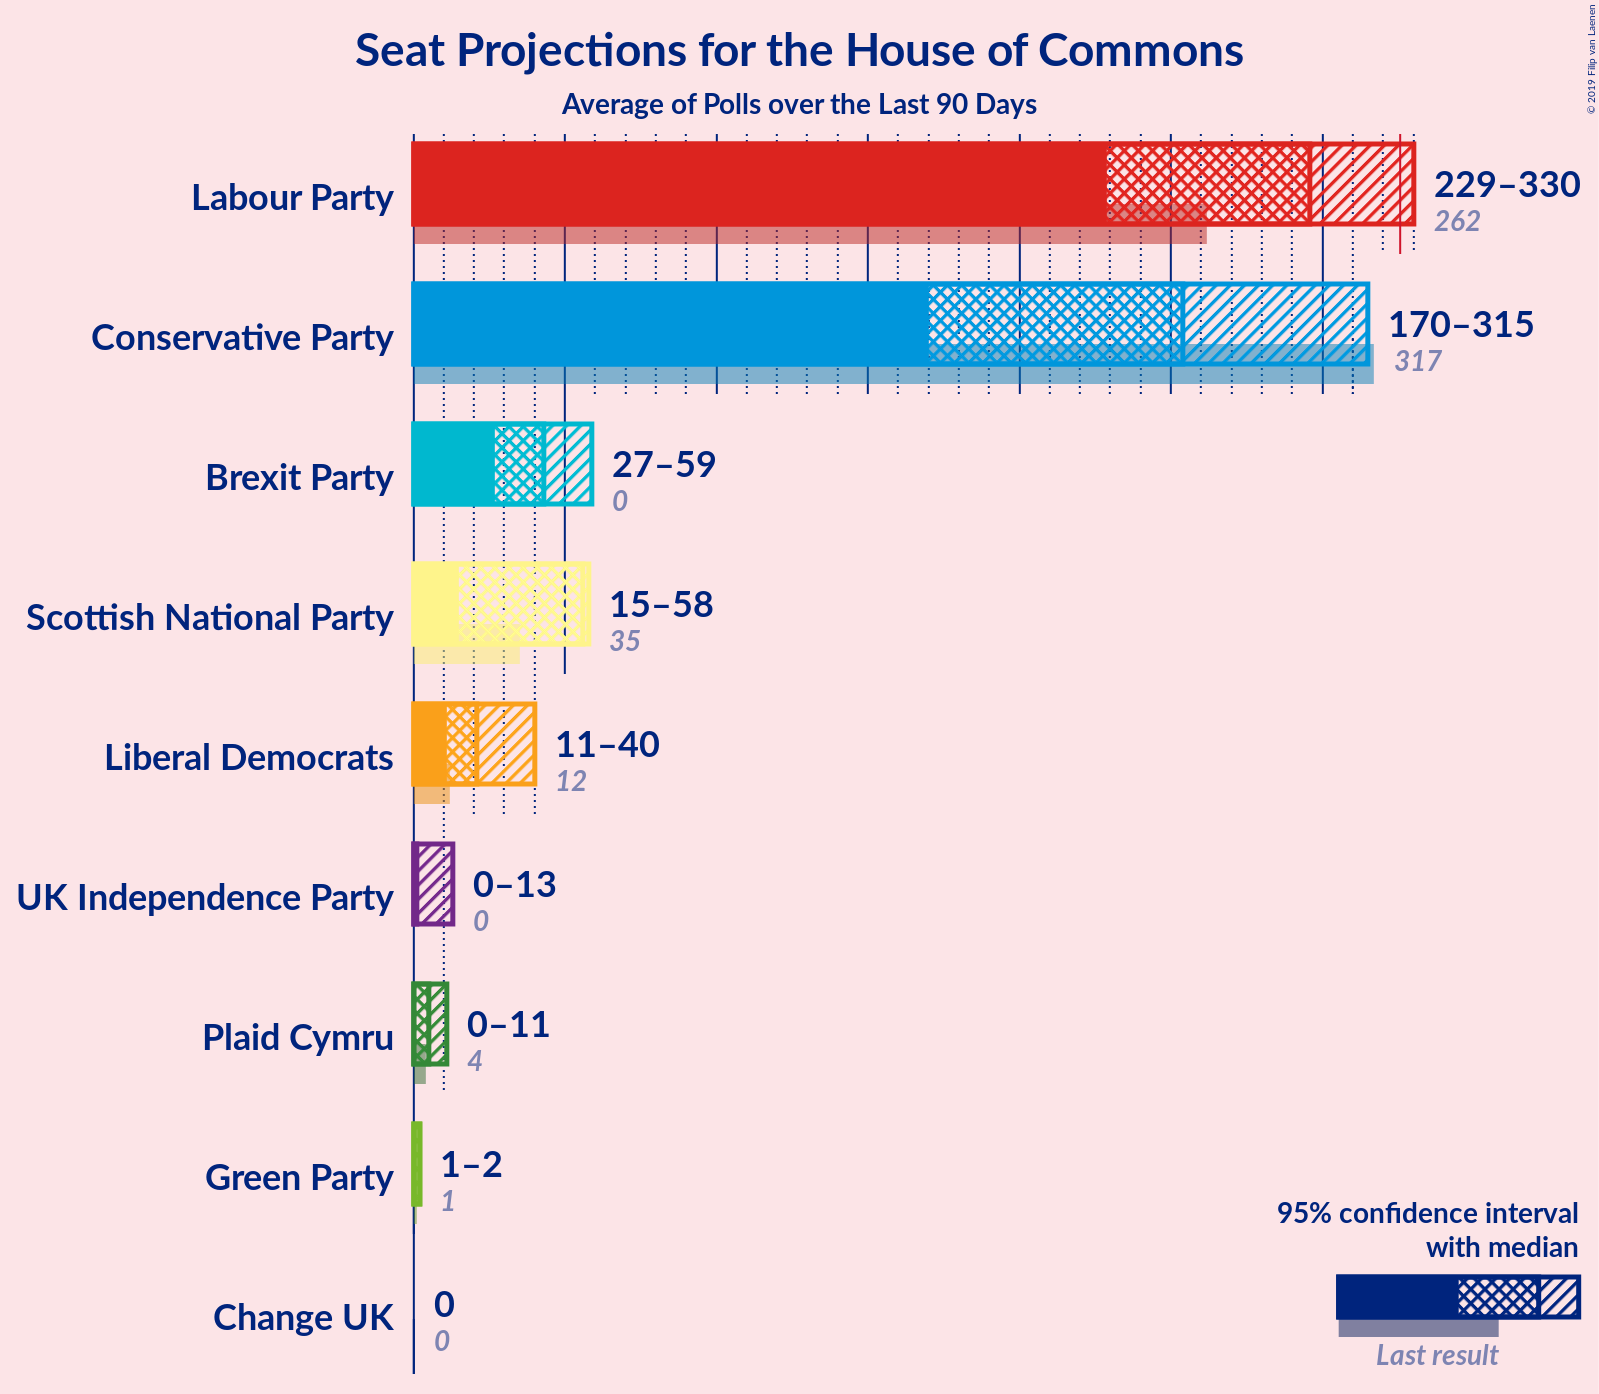 Seat Projections for the House of Commons
Average of Polls over the Last 90 Days
© 2019 Filip van Laenen
Labour Party
229–330
262
Conservative Party
170–315
317
Brexit Party
27–59
0
Scottish National Party
15–58
35
Liberal Democrats
11–40
12
UK Independence Party
0–13
0
Plaid Cymru
0–11
4
Green Party
1–2
1
Change UK
0
0
95% confidence interval
with median
Last result